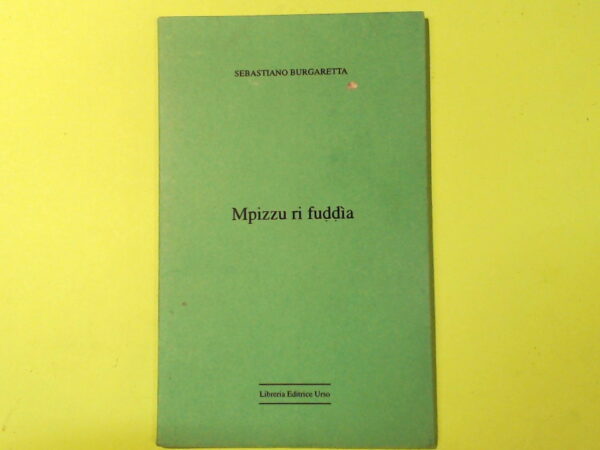 SEBASTIANO BURGARETTA
Mpizzu ri fuḍḍìa
Libreria Editrice Urso